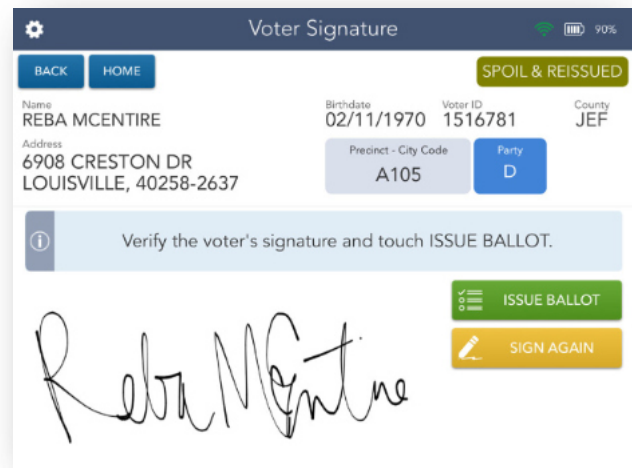 Voter Signature
90%
BACK
HOME
SPOIL & REISSUED
Name
REBA MCENTIRE
Birthdate
02/11/1970
Voter ID
1516781
County
JEF
Address
6908 CRESTON DR
LOUISVILLE, 40258-2637
Precinct - City Code
A105
Party
D
Verify the voter's signature and touch ISSUE BALLOT.
ISSUE BALLOT
SIGN AGAIN
Reba McEntire